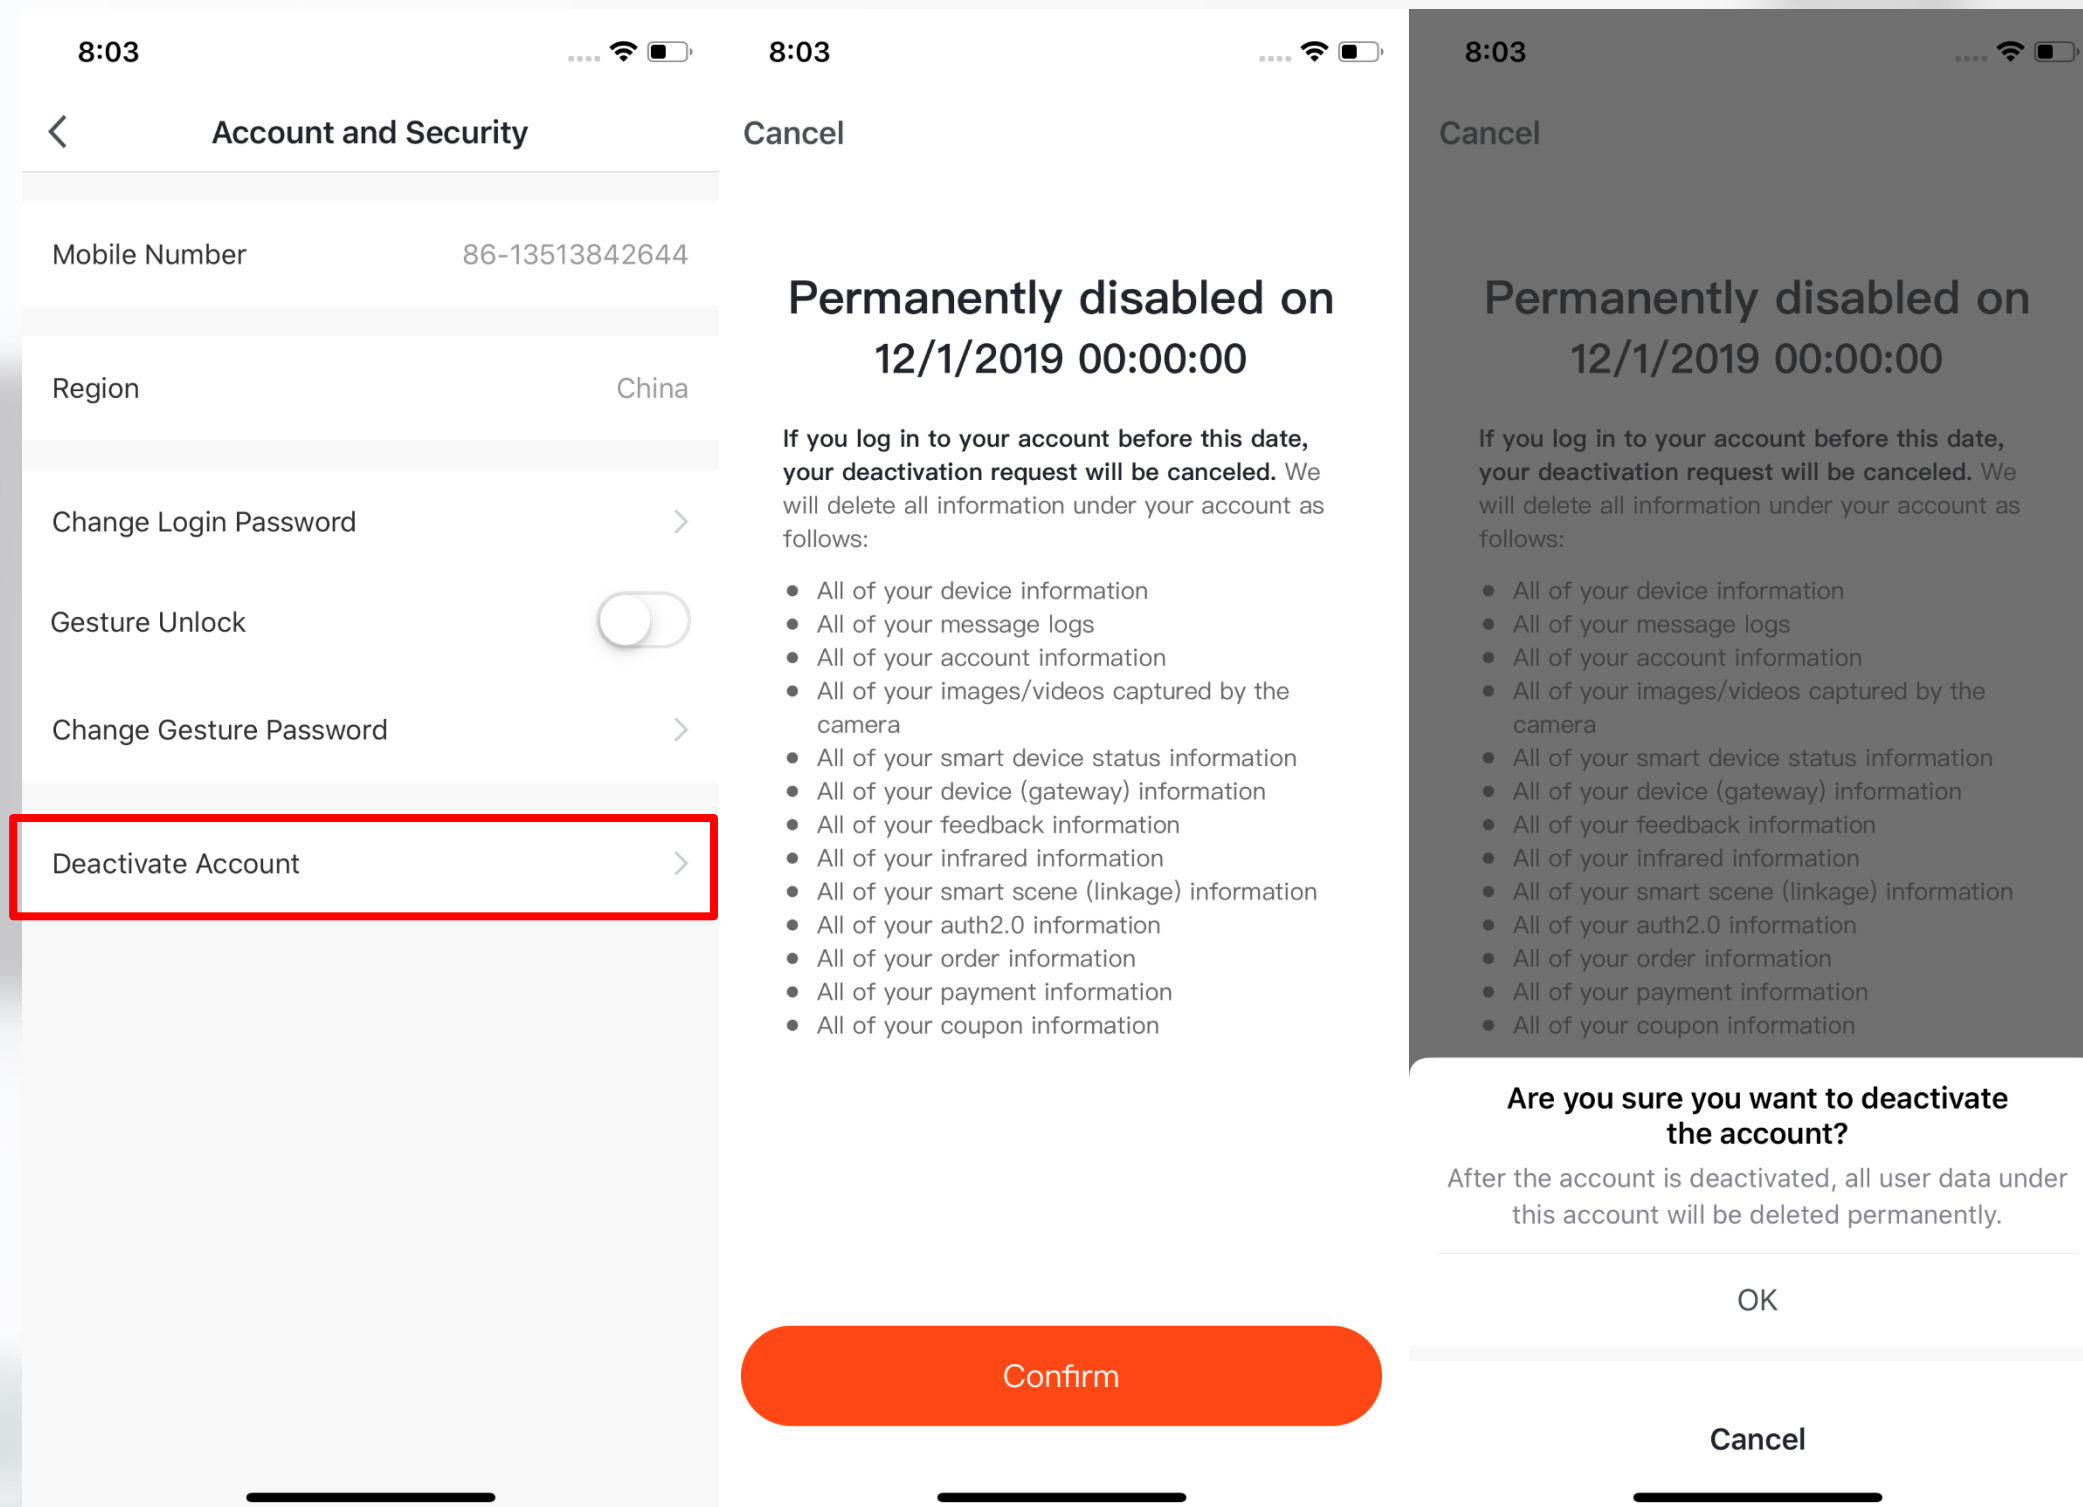 8:03
Account and Security
Mobile Number 86-13513842644
Region China
Change Login Password
Gesture Unlock
Change Gesture Password
Deactivate Account
8:03
Cancel
Permanently disabled on
12/1/2019 00:00:00
If you log in to your account before this date,
your deactivation request will be canceled. We
will delete all information under your account as
follows:
• All of your device information
• All of your message logs
• All of your account information
• All of your images/videos captured by the
camera
• All of your smart device status information
• All of your device (gateway) information
• All of your feedback information
• All of your infrared information
• All of your smart scene (linkage) information
• All of your auth2.0 information
• All of your order information
• All of your payment information
• All of your coupon information
Confirm
8:03
Cancel
Permanently disabled on
12/1/2019 00:00:00
If you log in to your account before this date,
your deactivation request will be canceled. We
will delete all information under your account as
follows:
• All of your device information
• All of your message logs
• All of your account information
• All of your images/videos captured by the
camera
• All of your smart device status information
• All of your device (gateway) information
• All of your feedback information
• All of your infrared information
• All of your smart scene (linkage) information
• All of your auth2.0 information
• All of your order information
• All of your payment information
• All of your coupon information
Are you sure you want to deactivate
the account?
After the account is deactivated, all user data under
this account will be deleted permanently.
OK
Cancel